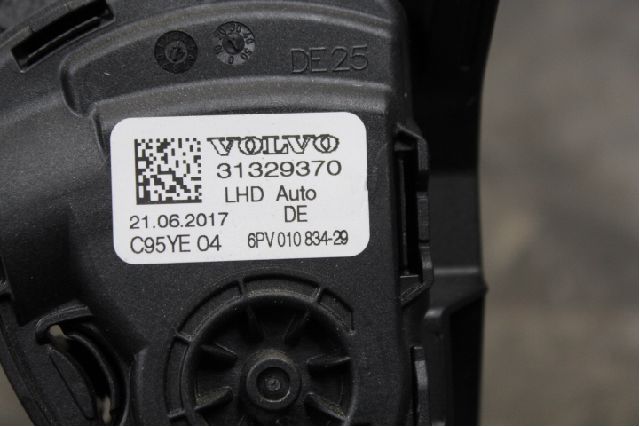 DE25
VOLVO
31329370
LHD Auto
21.06.2017 DE
C95YE 04 6PV 010 834-29